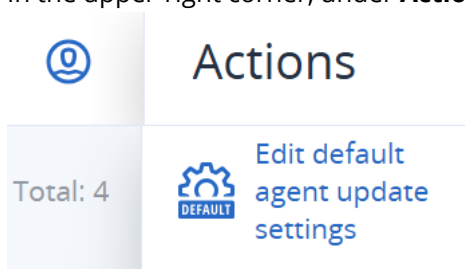 in the upper-right corner, under Actio
Actions
Total: 4
DEFAULT
Edit default
agent update
settings